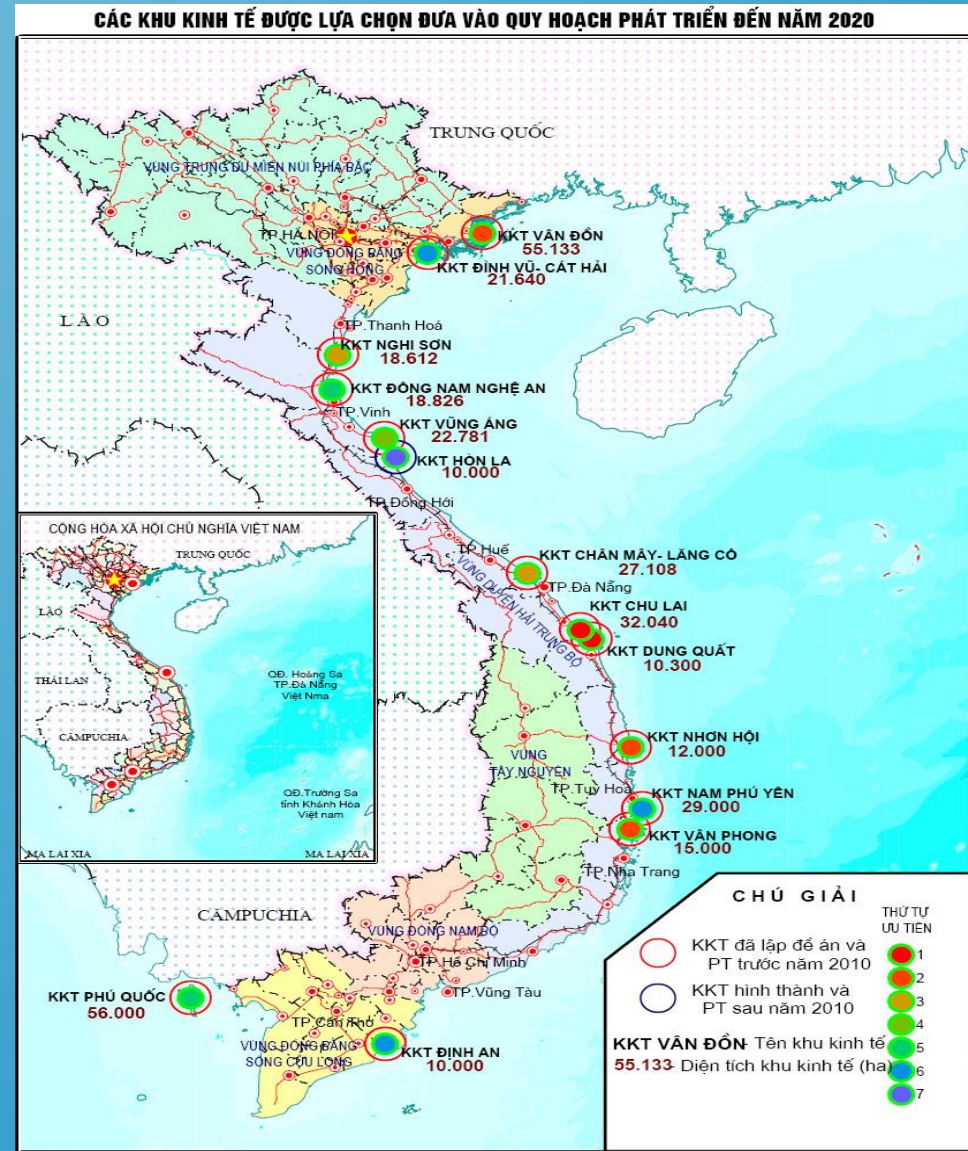 CÁC KHU KINH TẾ ĐƯỢC LỰA CHỌN ĐƯA VÀO QUY HOẠCH PHÁT TRIỂN ĐẾN NĂM 2020
TRUNG QUỐC
VÙNG TRUNG DU MIỀN NÚI PHÍA BẮC
TP.HÀ NỘI
VÙNG ĐỒNG BẰNG
SÔNG HỒNG
KKT VÂN ĐỒN
55.133
KKT ĐÌNH VŨ- CÁT HẢI
21.640
LÀO
TP.Thanh Hoá
KKT NGHI SƠN
18.612
KKT ĐÔNG NAM NGHỆ AN
18.826
TP.Vinh
KKT VŨNG ÁNG
22.781
KKT HÒN LA
10.000
TP.Đồng Hới
TP.Huế
KKT CHÂN MÂY- LĂNG CÔ
27.108
TP.Đà Nẵng
VÙNG DUYÊN HẢI TRUNG BỘ
KKT CHU LAI
32.040
KKT DUNG QUẤT
10.300
CỘNG HÒA XÃ HỘI CHỦ NGHĨA VIỆT NAM
TRUNG QUỐC
LÀO
THÁI LAN
QĐ. Hoàng Sa
TP.Đà Nẵng
Việt Nma
CĂMPUCHIA
QĐ.Trường Sa
tỉnh Khánh Hòa
Việt nam
MA LAI XIA
MA LAI XIA
KKT NHƠN HỘI
12.000
VÙNG
TÂY NGUYÊN
TP.Tuy Hoà
KKT NAM PHÚ YÊN
29.000
KKT VÂN PHONG
15.000
TP.Nha Trang
CĂMPUCHIA
VÙNG ĐÔNG NAM BỘ
TP Hồ Chí Minh
TP.Vũng Tàu
KKT PHÚ QUỐC
56.000
TP.Cần Thơ
VÙNG ĐỒNG BẰNG
SÔNG CỬU LONG
KKT ĐỊNH AN
10.000
CHÚ GIẢI
THỨ TỰ
ƯU TIÊN
KKT đã lập đề án và
PT trước năm 2010
KKT hình thành và
PT sau năm 2010
KKT VÂN ĐỒN- Tên khu kinh tế
55.133- Diện tích khu kinh tế (ha)
1
2
3
4
5
6
7